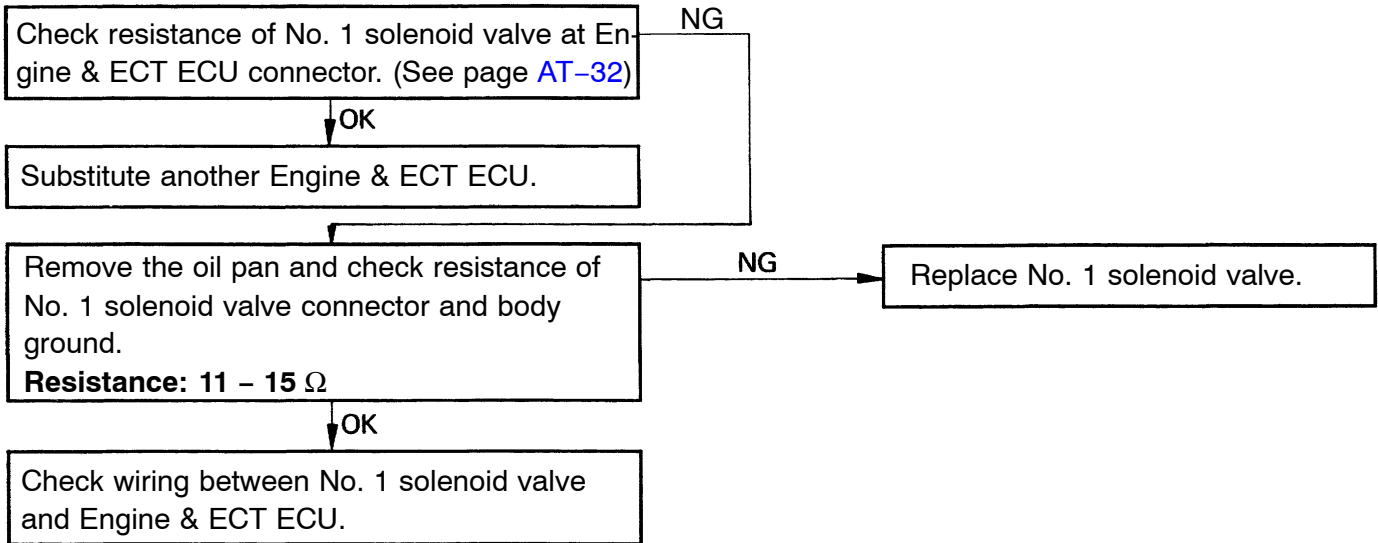 Check resistance of No. 1 solenoid valve at En-
gine & ECT ECU connector. (See page AT–32)
NG
OK
Substitute another Engine & ECT ECU.
Remove the oil pan and check resistance of
No. 1 solenoid valve connector and body
ground.
Resistance: 11 – 15 Ω
NG
Replace No. 1 solenoid valve.
OK
Check wiring between No. 1 solenoid valve
and Engine & ECT ECU.